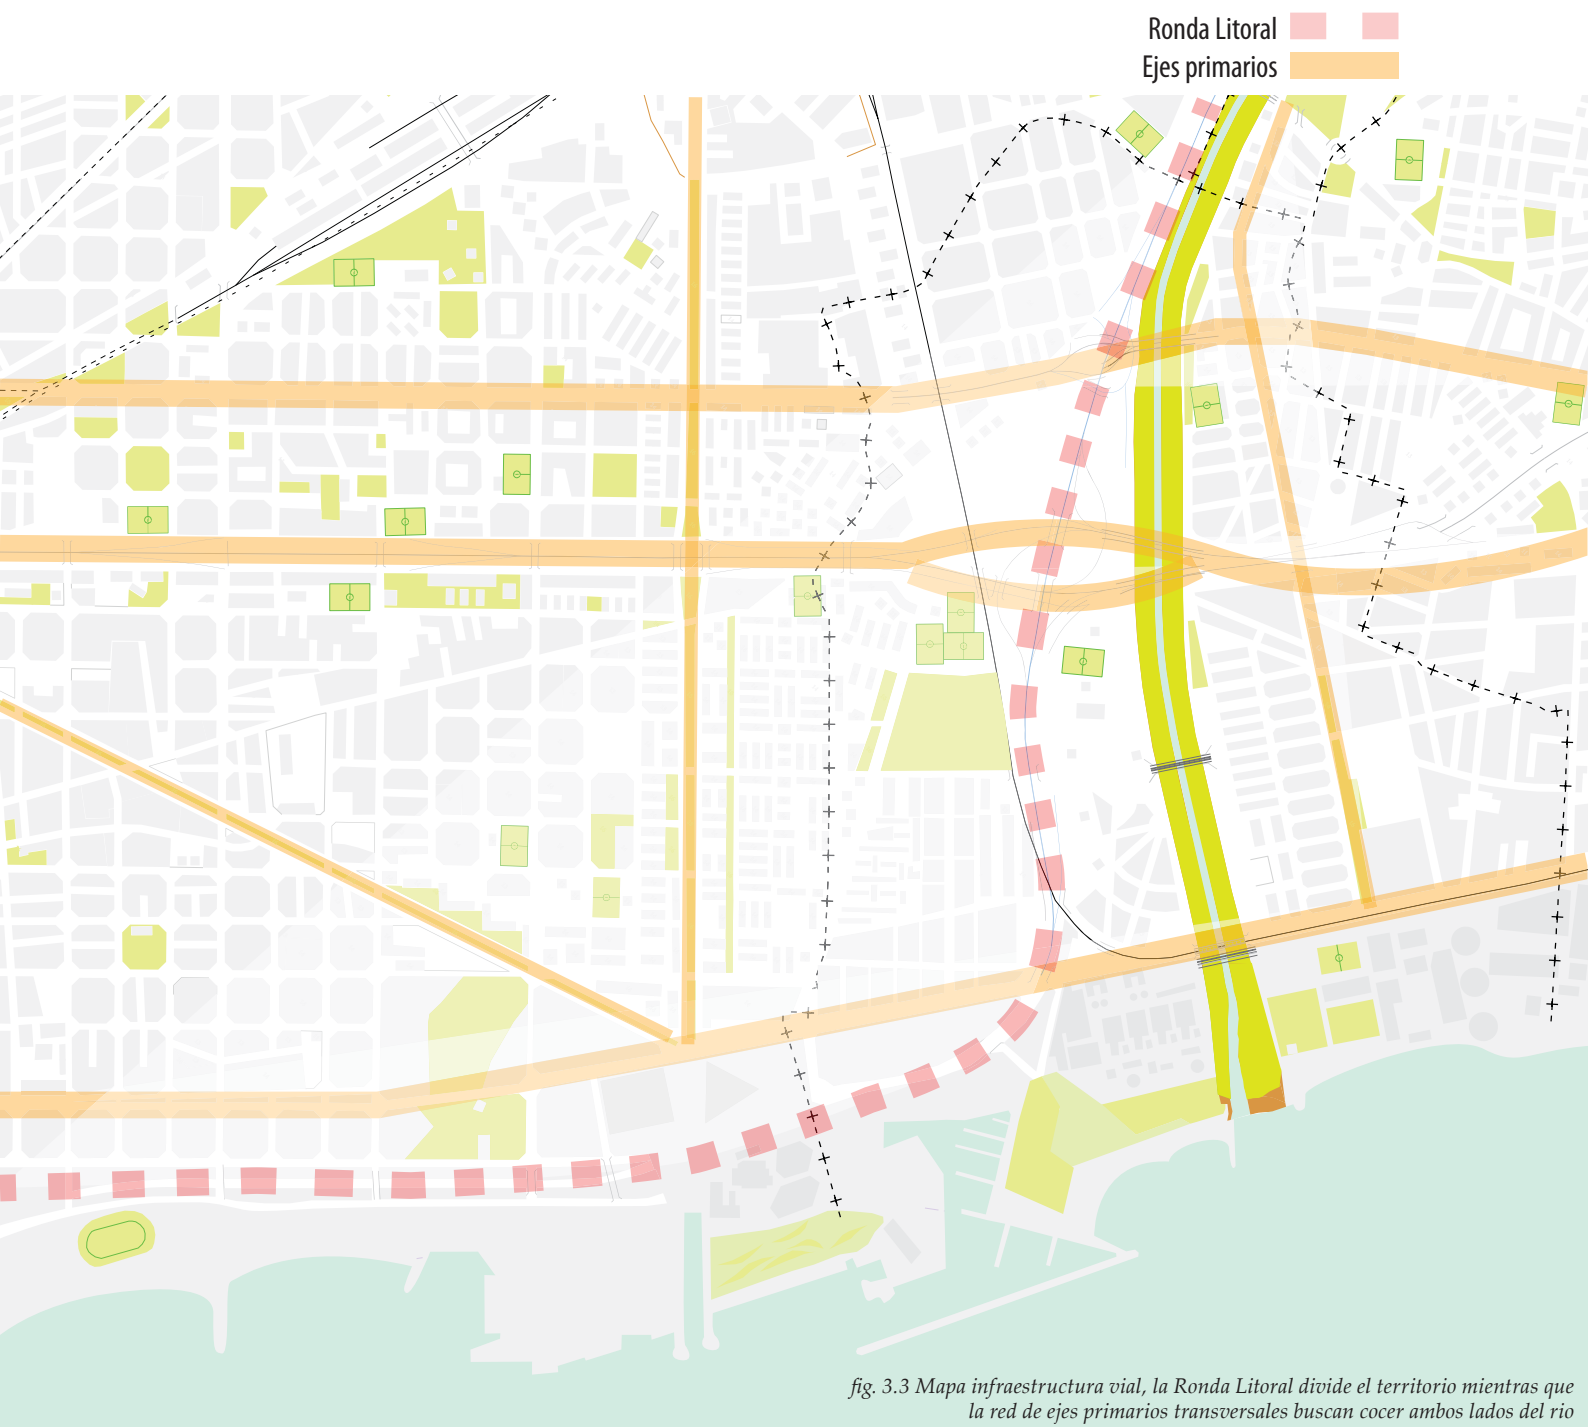 Ronda Litoral
Ejes primarios
fig. 3.3 Mapa infraestructura vial, la Ronda Litoral divide el territorio mientras que
la red de ejes primarios transversales buscan cocer ambos lados del rio